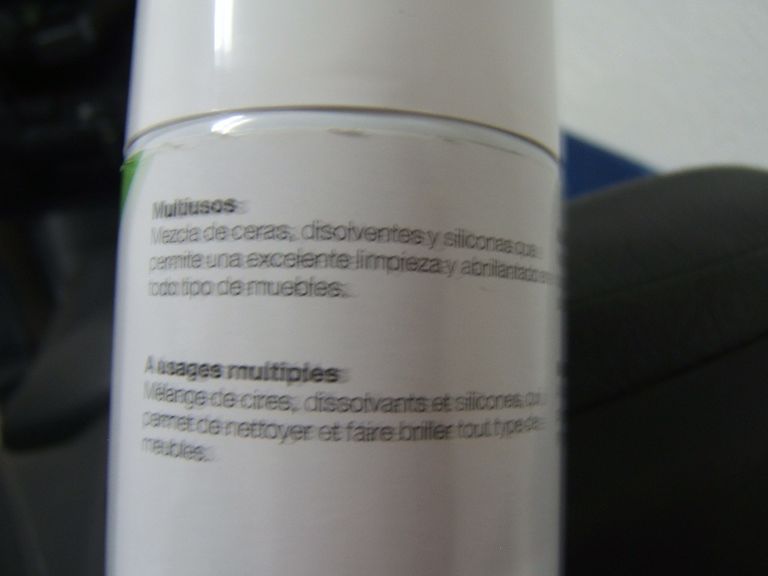 Multiusos
Mezcla de ceras, disolventes y siliconas que
permite una excelente limpieza y abrillantado en
todo tipo de muebles.
A usages multiples
Mélange de cires, dissolvants et silicones, qui
permet de nettoyer et faire briller tout type de
meubles.